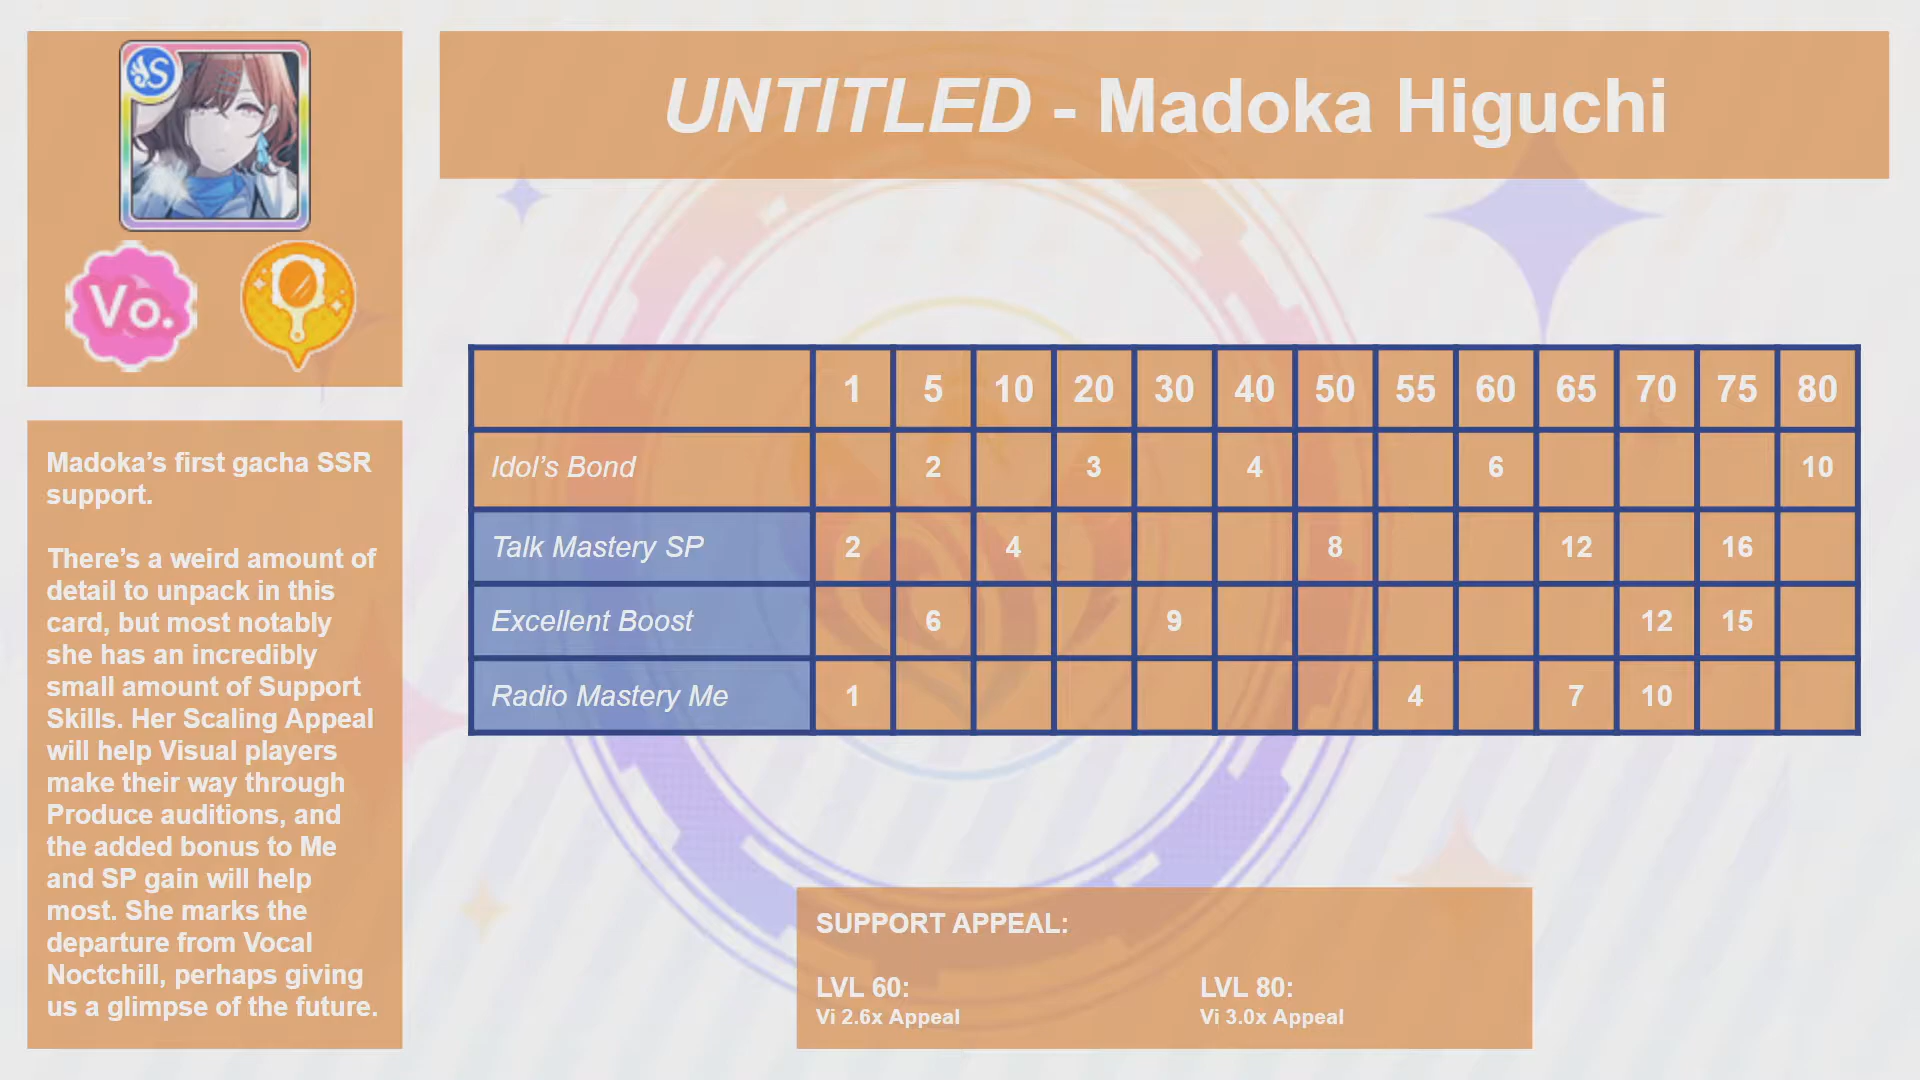 S
Vo.
UNTITLED - Madoka Higuchi
Madoka's first gacha SSR
support.
There's a weird amount of
detail to unpack in this
card, but most notably
she has an incredibly
small amount of Support
Skills. Her Scaling Appeal
will help Visual players
make their way through
Produce auditions, and
the added bonus to Me
and SP gain will help
most. She marks the
departure from Vocal
Noctchill, perhaps giving
us a glimpse of the future.
1 5 10 20 30 40 50 55 60 65 70 75 80
Idol's Bond 2 3 4 6 10
Talk Mastery SP 2 4 8 12 16
Excellent Boost 6 9 12 15
Radio Mastery Me 1 4 7 10
SUPPORT APPEAL:
LVL 60: LVL 80:
Vi 2.6x Appeal Vi 3.0x Appeal